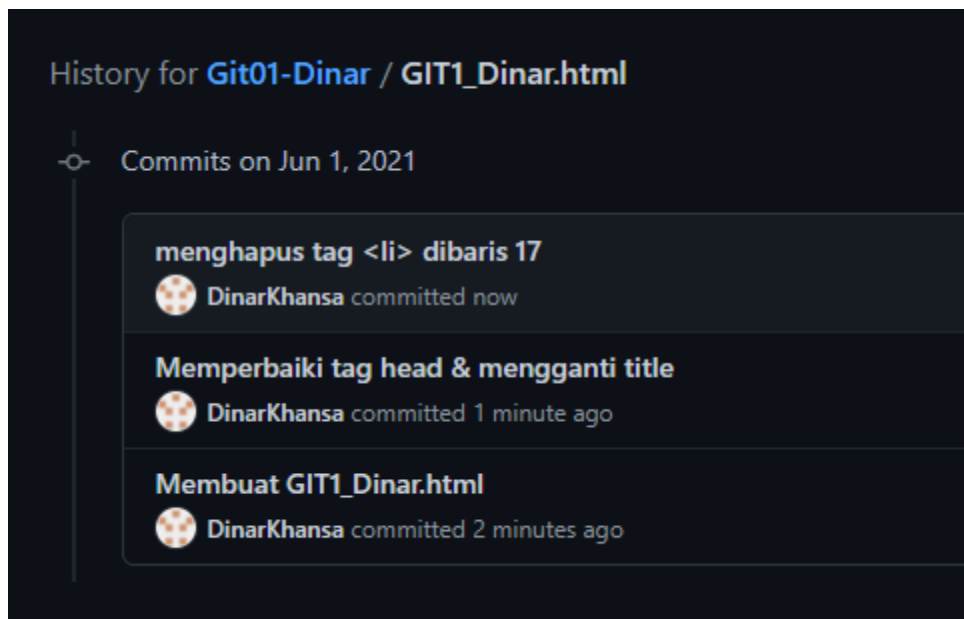 History for Git01-Dinar / GIT1_Dinar.html
Commits on Jun 1, 2021
menghapus tag <li> dibaris 17
DinarKhansa committed now
Memperbaiki tag head & mengganti title
DinarKhansa committed 1 minute ago
Membuat GIT1_Dinar.html
DinarKhansa committed 2 minutes ago